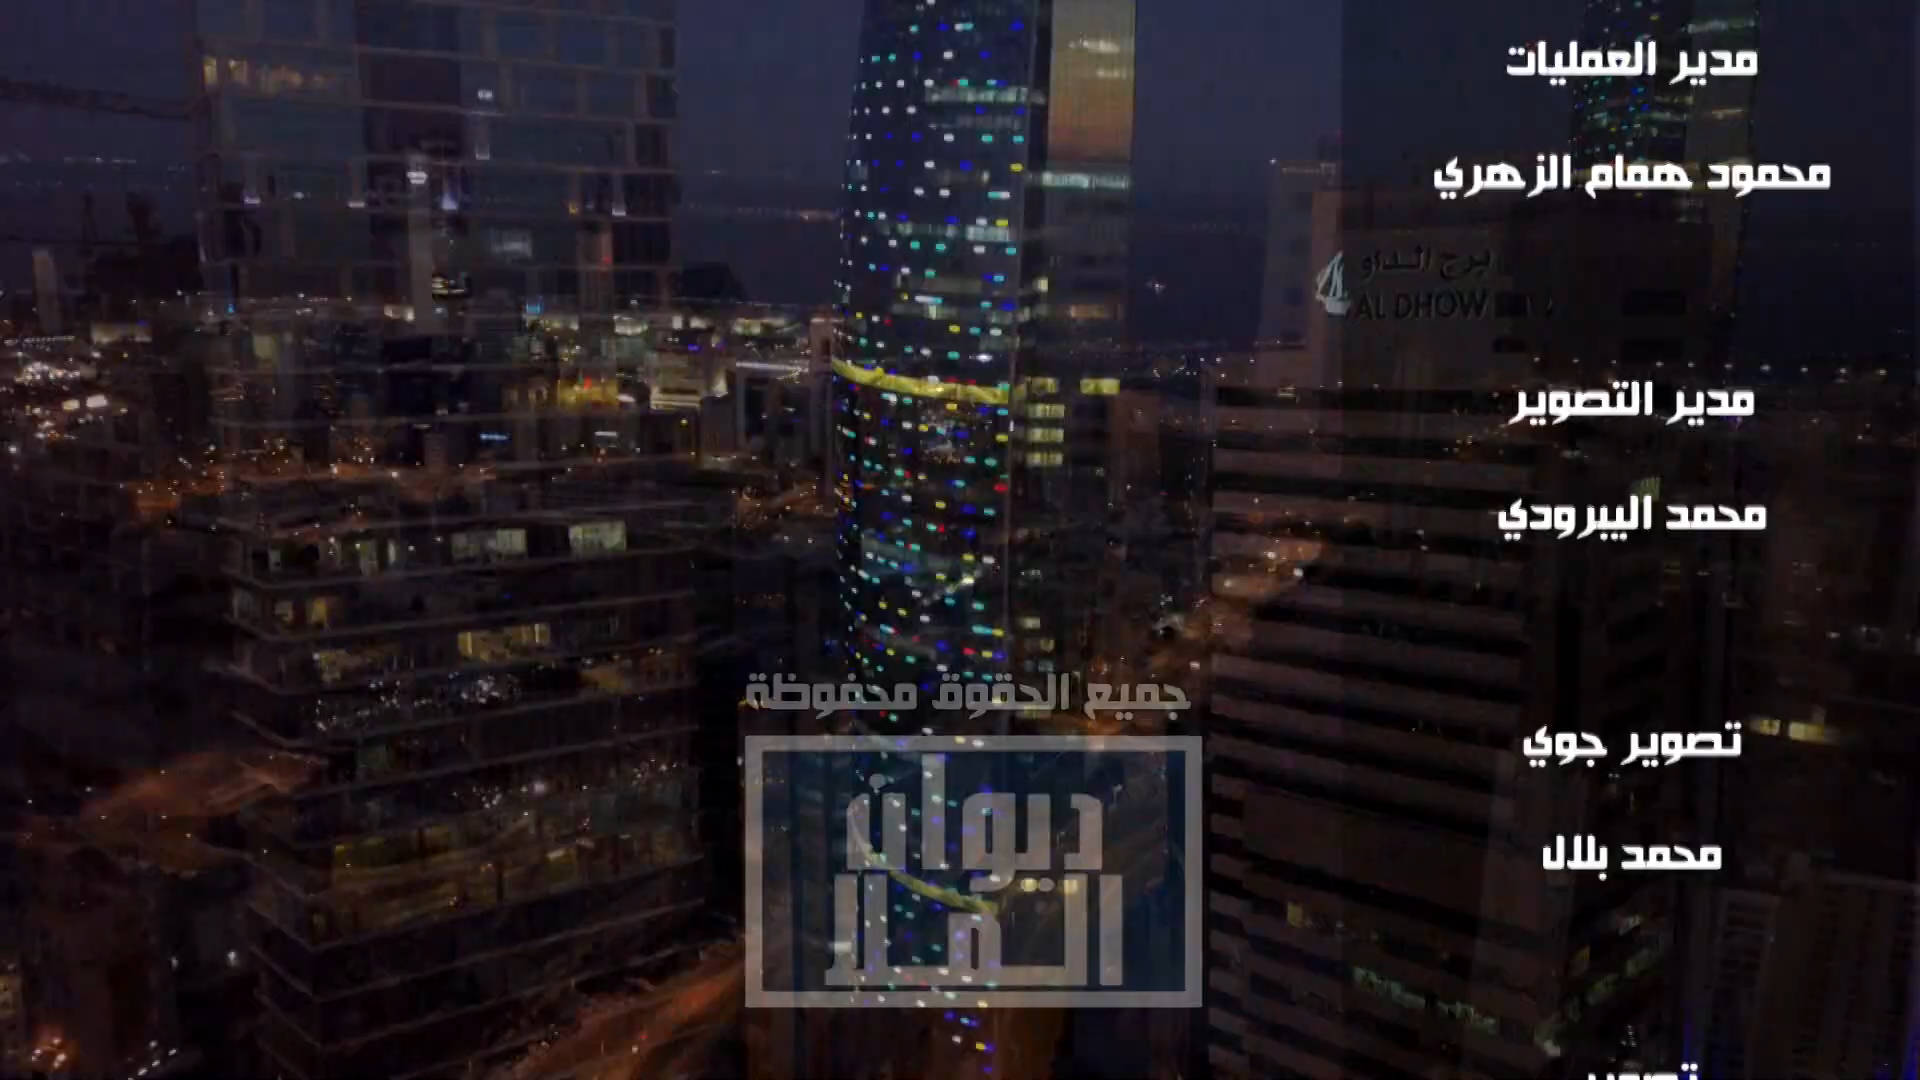 مدير العمليات
محمود همام الزهري
برج الداو
AL DHOW
مدير التصوير
محمد اليبرودي
جميع الحقوق محفوظة
ديوان
الملا
تصوير جوي
محمد بلال
تصوير